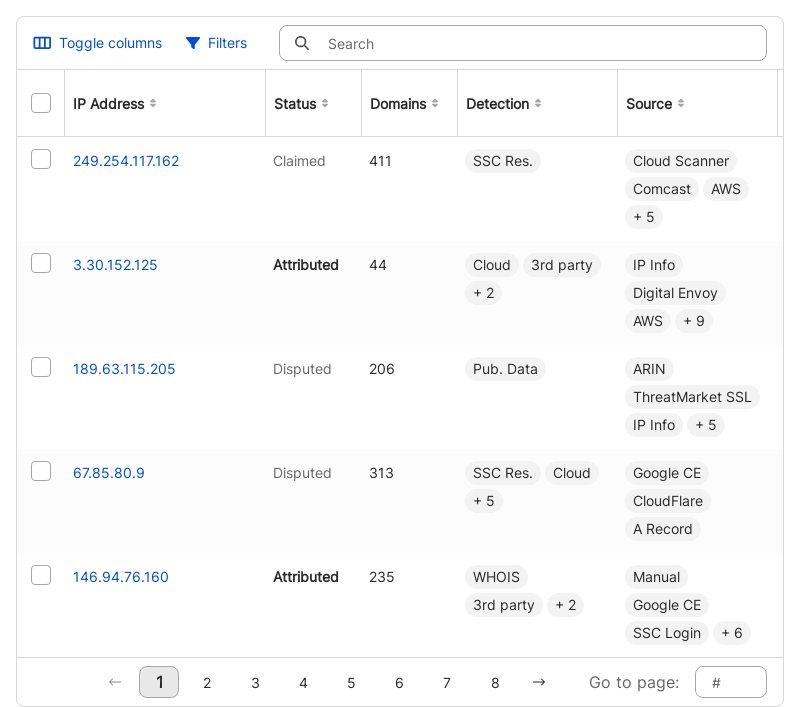 Toggle columns Filters Search
IP Address Status Domains Detection Source
249.254.117.162 Claimed 411 SSC Res. Cloud Scanner
Comcast AWS
+ 5
3.30.152.125 Attributed 44 Cloud 3rd party IP Info
+ 2 Digital Envoy
AWS + 9
189.63.115.205 Disputed 206 Pub. Data ARIN
ThreatMarket SSL
IP Info + 5
67.85.80.9 Disputed 313 SSC Res. Cloud Google CE
+ 5 CloudFlare
A Record
146.94.76.160 Attributed 235 WHOIS Manual
3rd party + 2 Google CE
SSC Login + 6
← 1 2 3 4 5 6 7 8 → Go to page: #